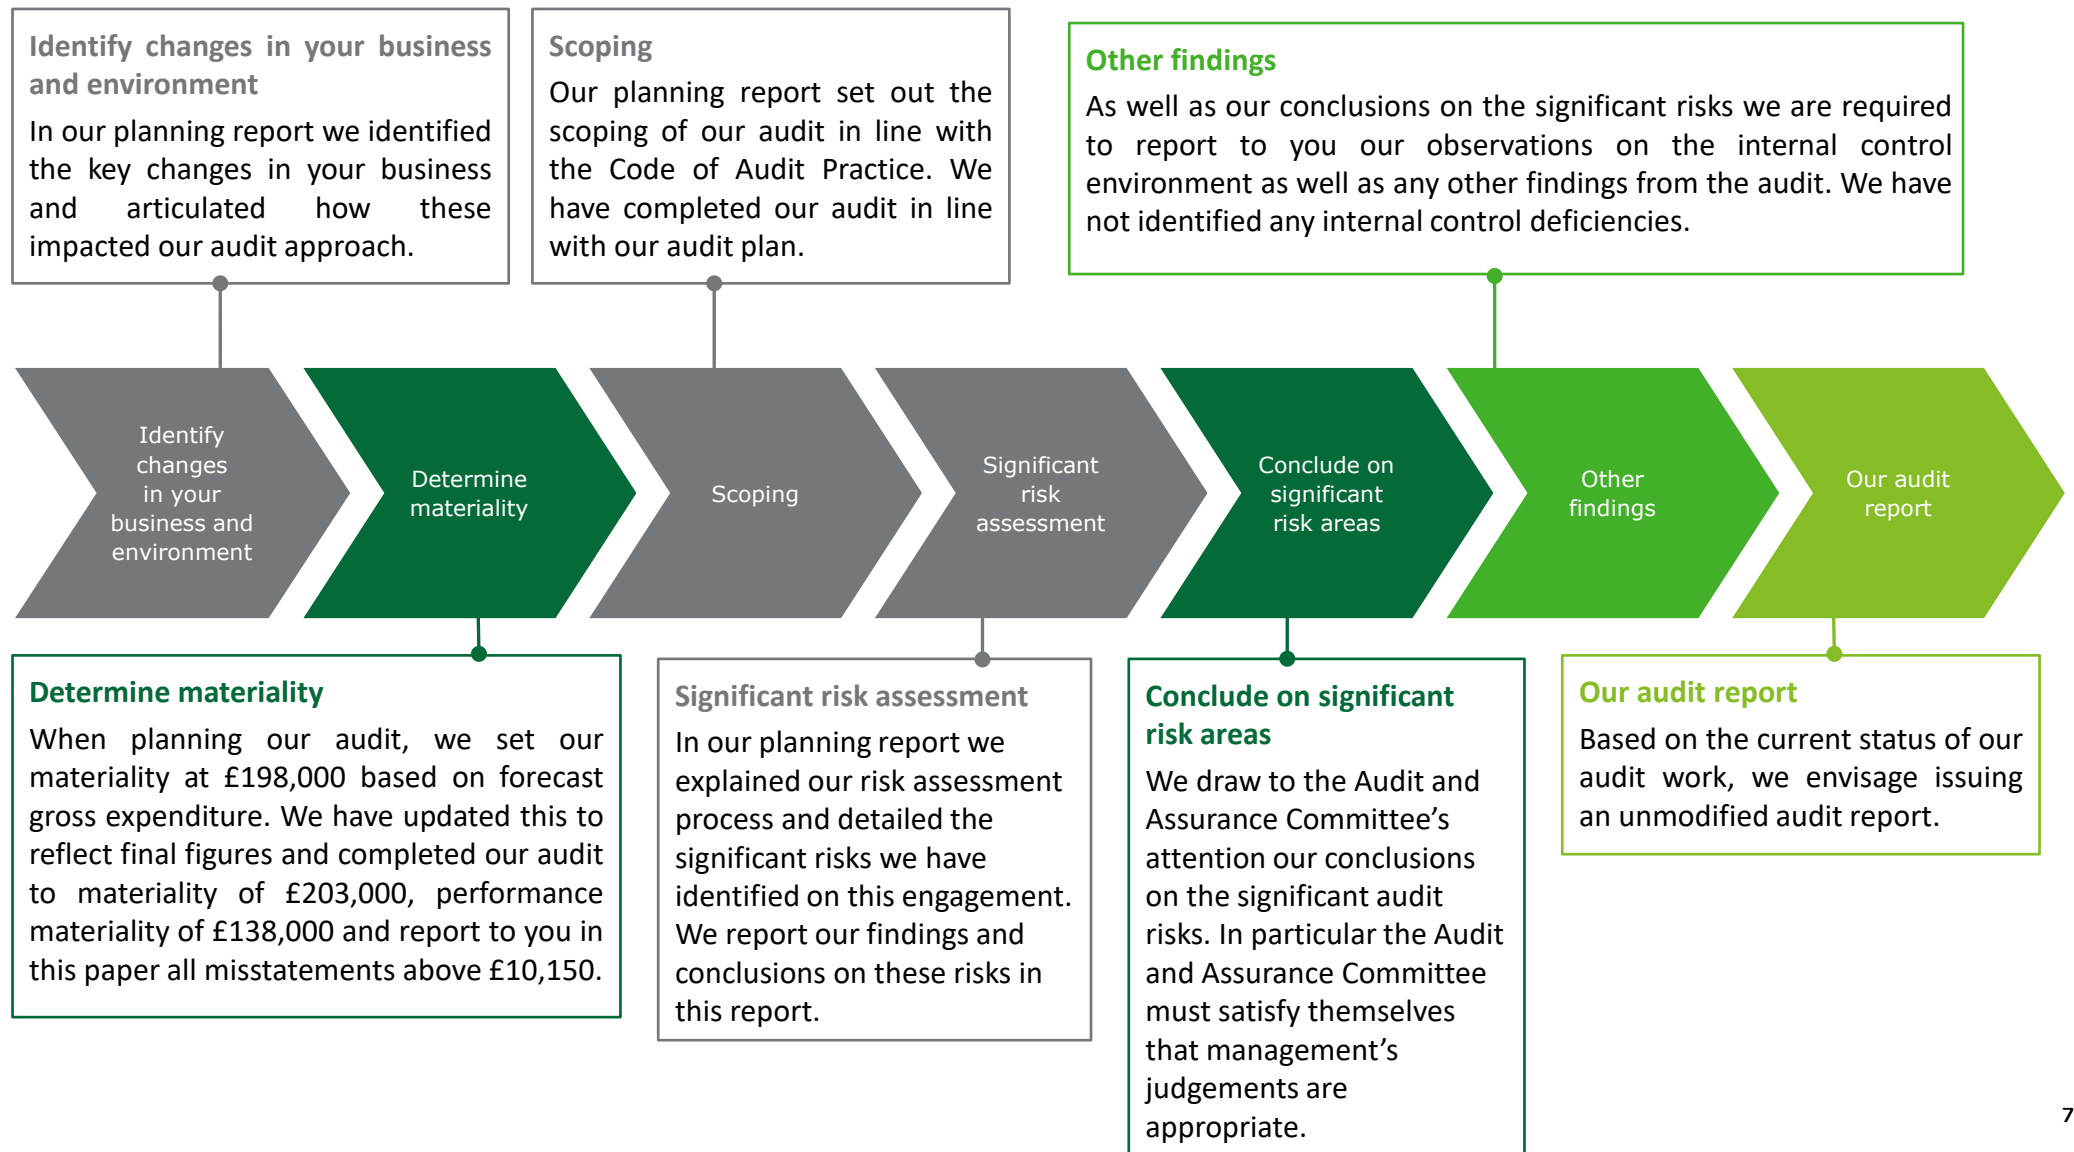 Identify changes in your business
and environment
In our planning report we identified
the key changes in your business
and articulated how these
impacted our audit approach.
Scoping
Our planning report set out the
scoping of our audit in line with
the Code of Audit Practice. We
have completed our audit in line
with our audit plan.
Other findings
As well as our conclusions on the significant risks we are required
to report to you our observations on the internal control
environment as well as any other findings from the audit. We have
not identified any internal control deficiencies.
Identify
changes
in your
business and
environment
Determine
materiality
Scoping
Significant
risk
assessment
Conclude on
significant
risk areas
Other
findings
Our audit
report
Determine materiality
When planning our audit, we set our
materiality at £198,000 based on forecast
gross expenditure. We have updated this to
reflect final figures and completed our audit
to materiality of £203,000, performance
materiality of £138,000 and report to you in
this paper all misstatements above £10,150.
Significant risk assessment
In our planning report we
explained our risk assessment
process and detailed the
significant risks we have
identified on this engagement.
We report our findings and
conclusions on these risks in
this report.
Conclude on significant
risk areas
We draw to the Audit and
Assurance Committee’s
attention our conclusions
on the significant audit
risks. In particular the Audit
and Assurance Committee
must satisfy themselves
that management’s
judgements are
appropriate.
Our audit report
Based on the current status of our
audit work, we envisage issuing
an unmodified audit report.
7